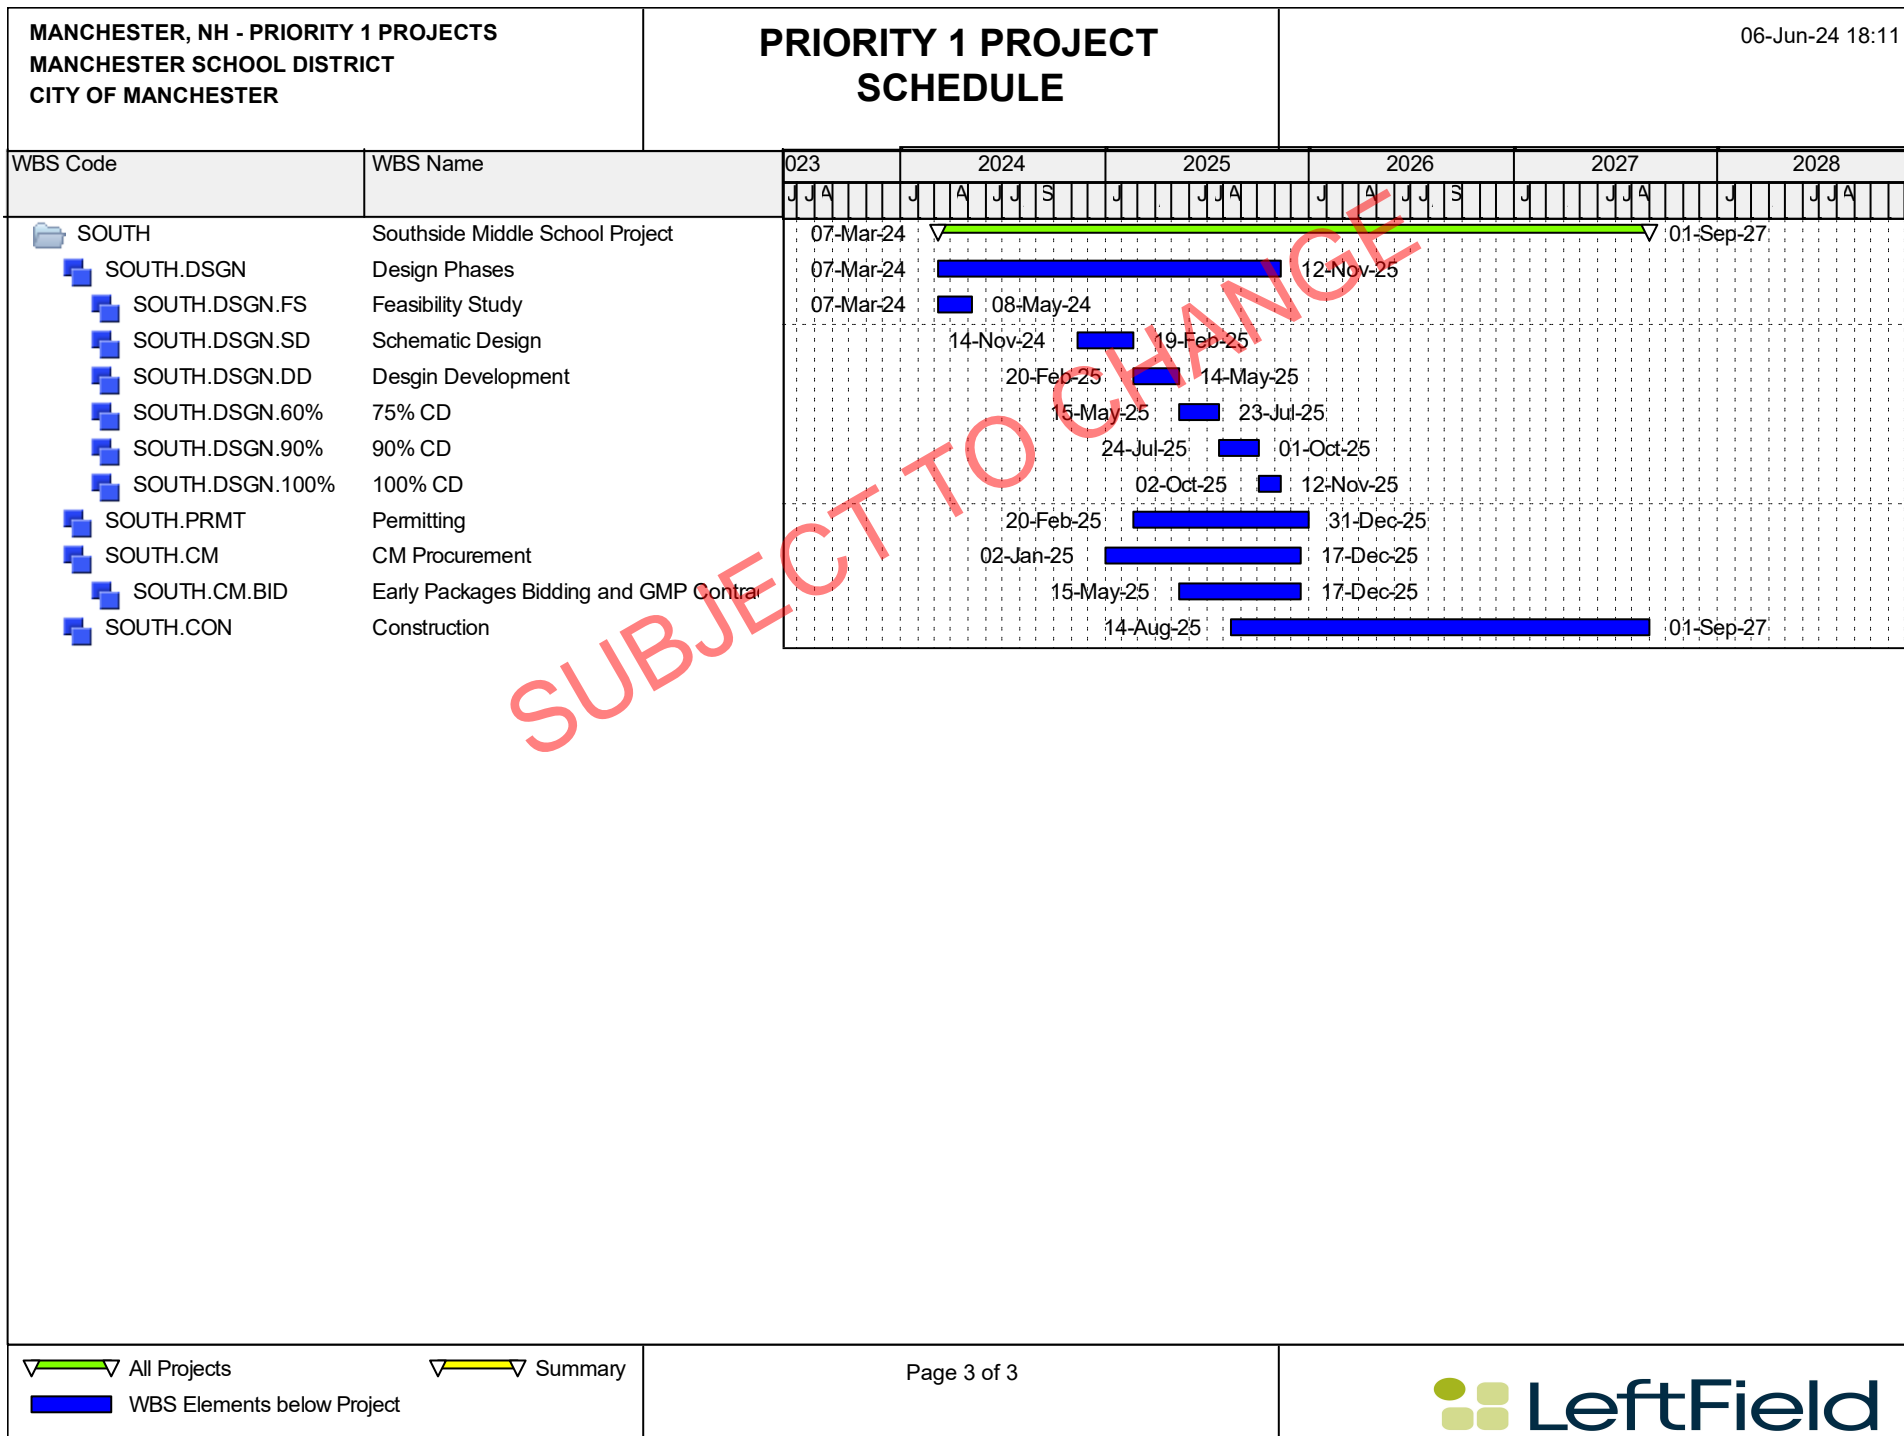 MANCHESTER, NH - PRIORITY 1 PROJECTS
MANCHESTER SCHOOL DISTRICT
CITY OF MANCHESTER
PRIORITY 1 PROJECT
SCHEDULE
06-Jun-24 18:11
WBS Code WBS Name 023 2024 2025 2026 2027 2028
J J A J A J J S J J J A J A J J S J J J A J J J A
SOUTH Southside Middle School Project 07-Mar-24 01-Sep-27
SOUTH.DSGN Design Phases 07-Mar-24 12-Nov-25
SOUTH.DSGN.FS Feasibility Study 07-Mar-24 08-May-24
SOUTH.DSGN.SD Schematic Design 14-Nov-24 19-Feb-25
SOUTH.DSGN.DD Desgin Development 20-Feb-25 14-May-25
SOUTH.DSGN.60% 75% CD 15-May-25 23-Jul-25
SOUTH.DSGN.90% 90% CD 24-Jul-25 01-Oct-25
SOUTH.DSGN.100% 100% CD 02-Oct-25 12-Nov-25
SOUTH.PRMT Permitting 20-Feb-25 31-Dec-25
SOUTH.CM CM Procurement 02-Jan-25 17-Dec-25
SOUTH.CM.BID Early Packages Bidding and GMP Contra 15-May-25 17-Dec-25
SOUTH.CON Construction 14-Aug-25 01-Sep-27
SUBJECT TO CHANGE
All Projects Summary
WBS Elements below Project
Page 3 of 3
LeftField